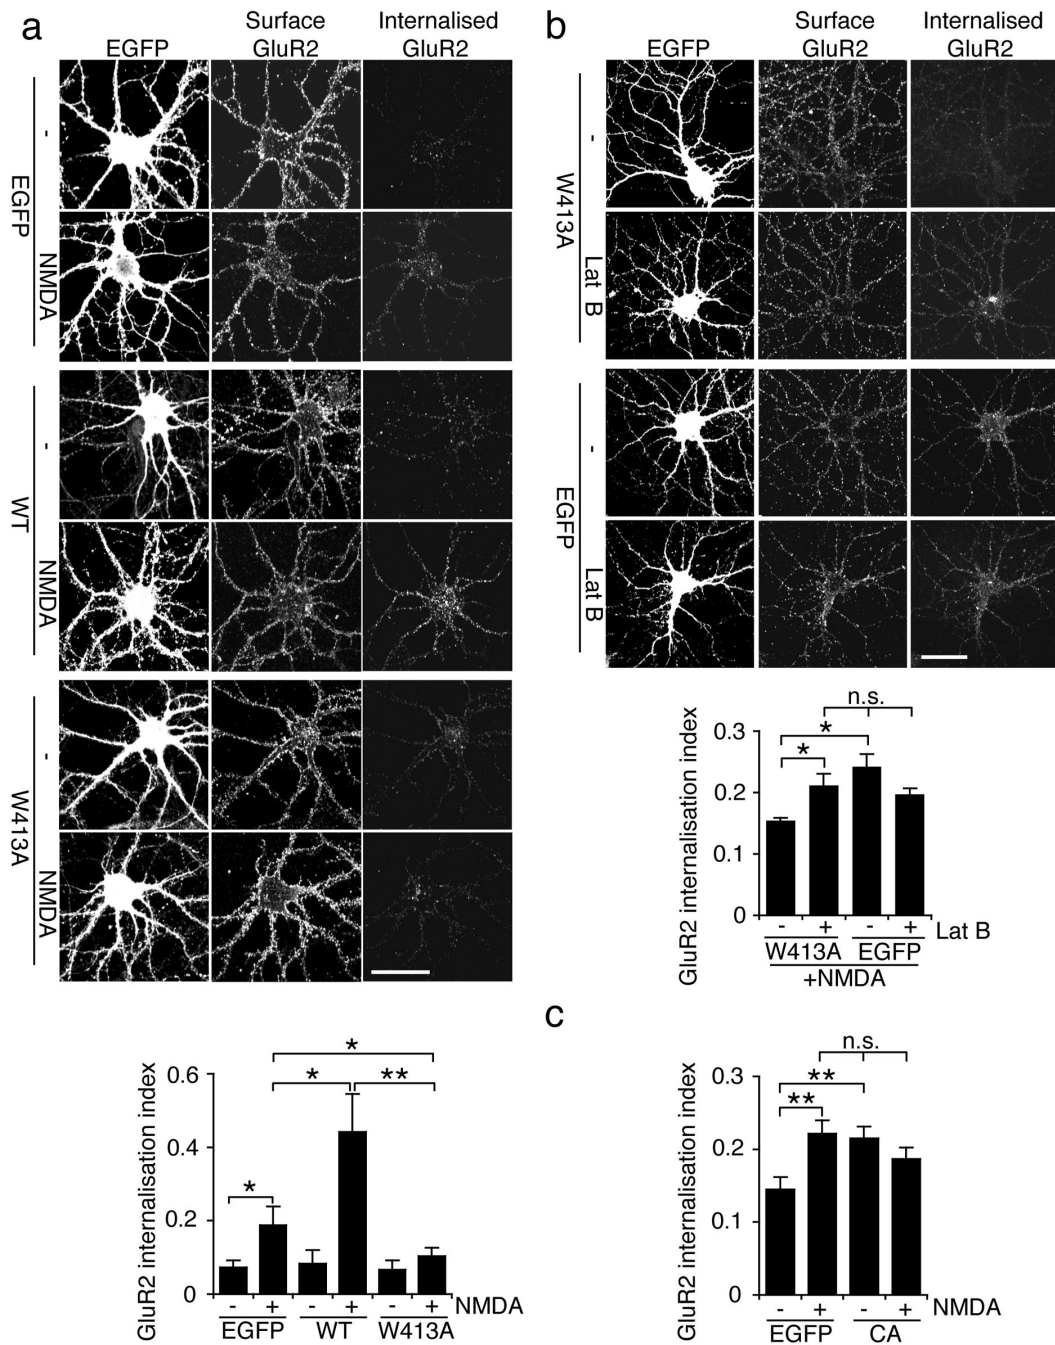 a
EGFP
Surface
GluR2
Internalised
GluR2
EGFP
-
NMDA
WT
-
NMDA
W413A
-
NMDA
GluR2 internalisation index
0.6
0.4
0.2
0
*
*
*
**
- + - + - + NMDA
EGFP WT W413A
b
EGFP
Surface
GluR2
Internalised
GluR2
W413A
-
Lat B
EGFP
-
Lat B
GluR2 internalisation index
0.3
0.2
0.1
0
n.s.
*
*
- + - + Lat B
W413A EGFP
+NMDA
c
GluR2 internalisation index
0.3
0.2
0.1
0
n.s.
**
**
- + - + NMDA
EGFP CA